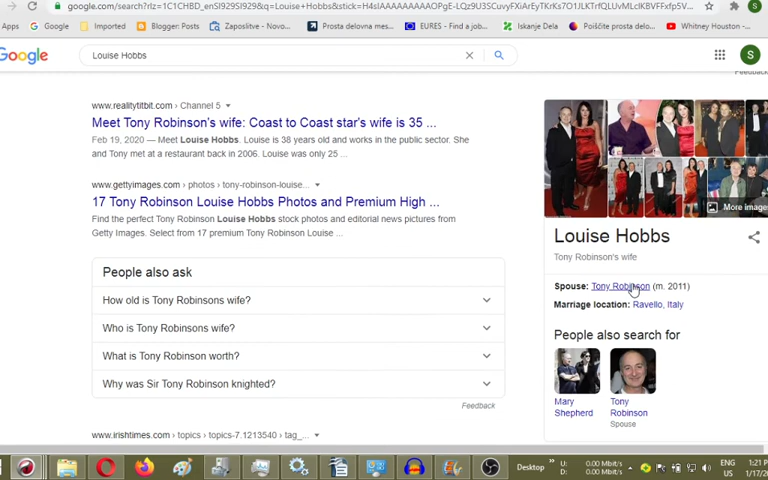 google.com/search?rlz=1C1CHBD_enSI929SI929&q=Louise+Hobbs&stick=
Apps Google Imported Blogger: Posts Zaposlitve - Novo... Prosta delovna mer... EURES - Find a job... Iskanje Dela Poiščite prosto d... Whitney Houston -...
Google
Louise Hobbs
S
Feedback
www.realitytitbit.com › Channel 5
Meet Tony Robinson's wife: Coast to Coast star's wife is 35 ...
Feb 19, 2020 — Meet Louise Hobbs. Louise is 38 years old and works in the public sector. She
and Tony met at a restaurant back in 2006. Louise was only 25 ...
www.gettyimages.com › photos › tony-robinson-louise...
17 Tony Robinson Louise Hobbs Photos and Premium High ...
Find the perfect Tony Robinson Louise Hobbs stock photos and editorial news pictures from
Getty Images. Select from 17 premium Tony Robinson Louise ...
People also ask
How old is Tony Robinsons wife?
Who is Tony Robinsons wife?
What is Tony Robinson worth?
Why was Sir Tony Robinson knighted?
Feedback
www.irishtimes.com › topics › topics-7.1213540 › tag_...
More images
Louise Hobbs
Tony Robinson's wife
Spouse: Tony Robinson (m. 2011)
Marriage location: Ravello, Italy
People also search for
Mary
Shepherd
Tony
Robinson
Spouse
Desktop
U: 0.00 Mbit/s
D: 0.00 Mbit/s
ENG
US
1:21 P
1/17/20